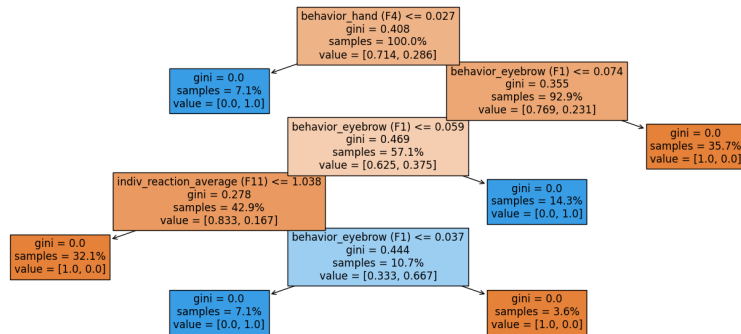 behavior_hand (F4) <= 0.027
gini = 0.408
samples = 100.0%
value = [0.714, 0.286]
gini = 0.0
samples = 7.1%
value = [0.0, 1.0]
behavior_eyebrow (F1) <= 0.074
gini = 0.355
samples = 92.9%
value = [0.769, 0.231]
behavior_eyebrow (F1) <= 0.059
gini = 0.469
samples = 57.1%
value = [0.625, 0.375]
gini = 0.0
samples = 35.7%
value = [1.0, 0.0]
indiv_reaction_average (F11) <= 1.038
gini = 0.278
samples = 42.9%
value = [0.833, 0.167]
gini = 0.0
samples = 14.3%
value = [0.0, 1.0]
gini = 0.0
samples = 32.1%
value = [1.0, 0.0]
behavior_eyebrow (F1) <= 0.037
gini = 0.444
samples = 10.7%
value = [0.333, 0.667]
gini = 0.0
samples = 7.1%
value = [0.0, 1.0]
gini = 0.0
samples = 3.6%
value = [1.0, 0.0]